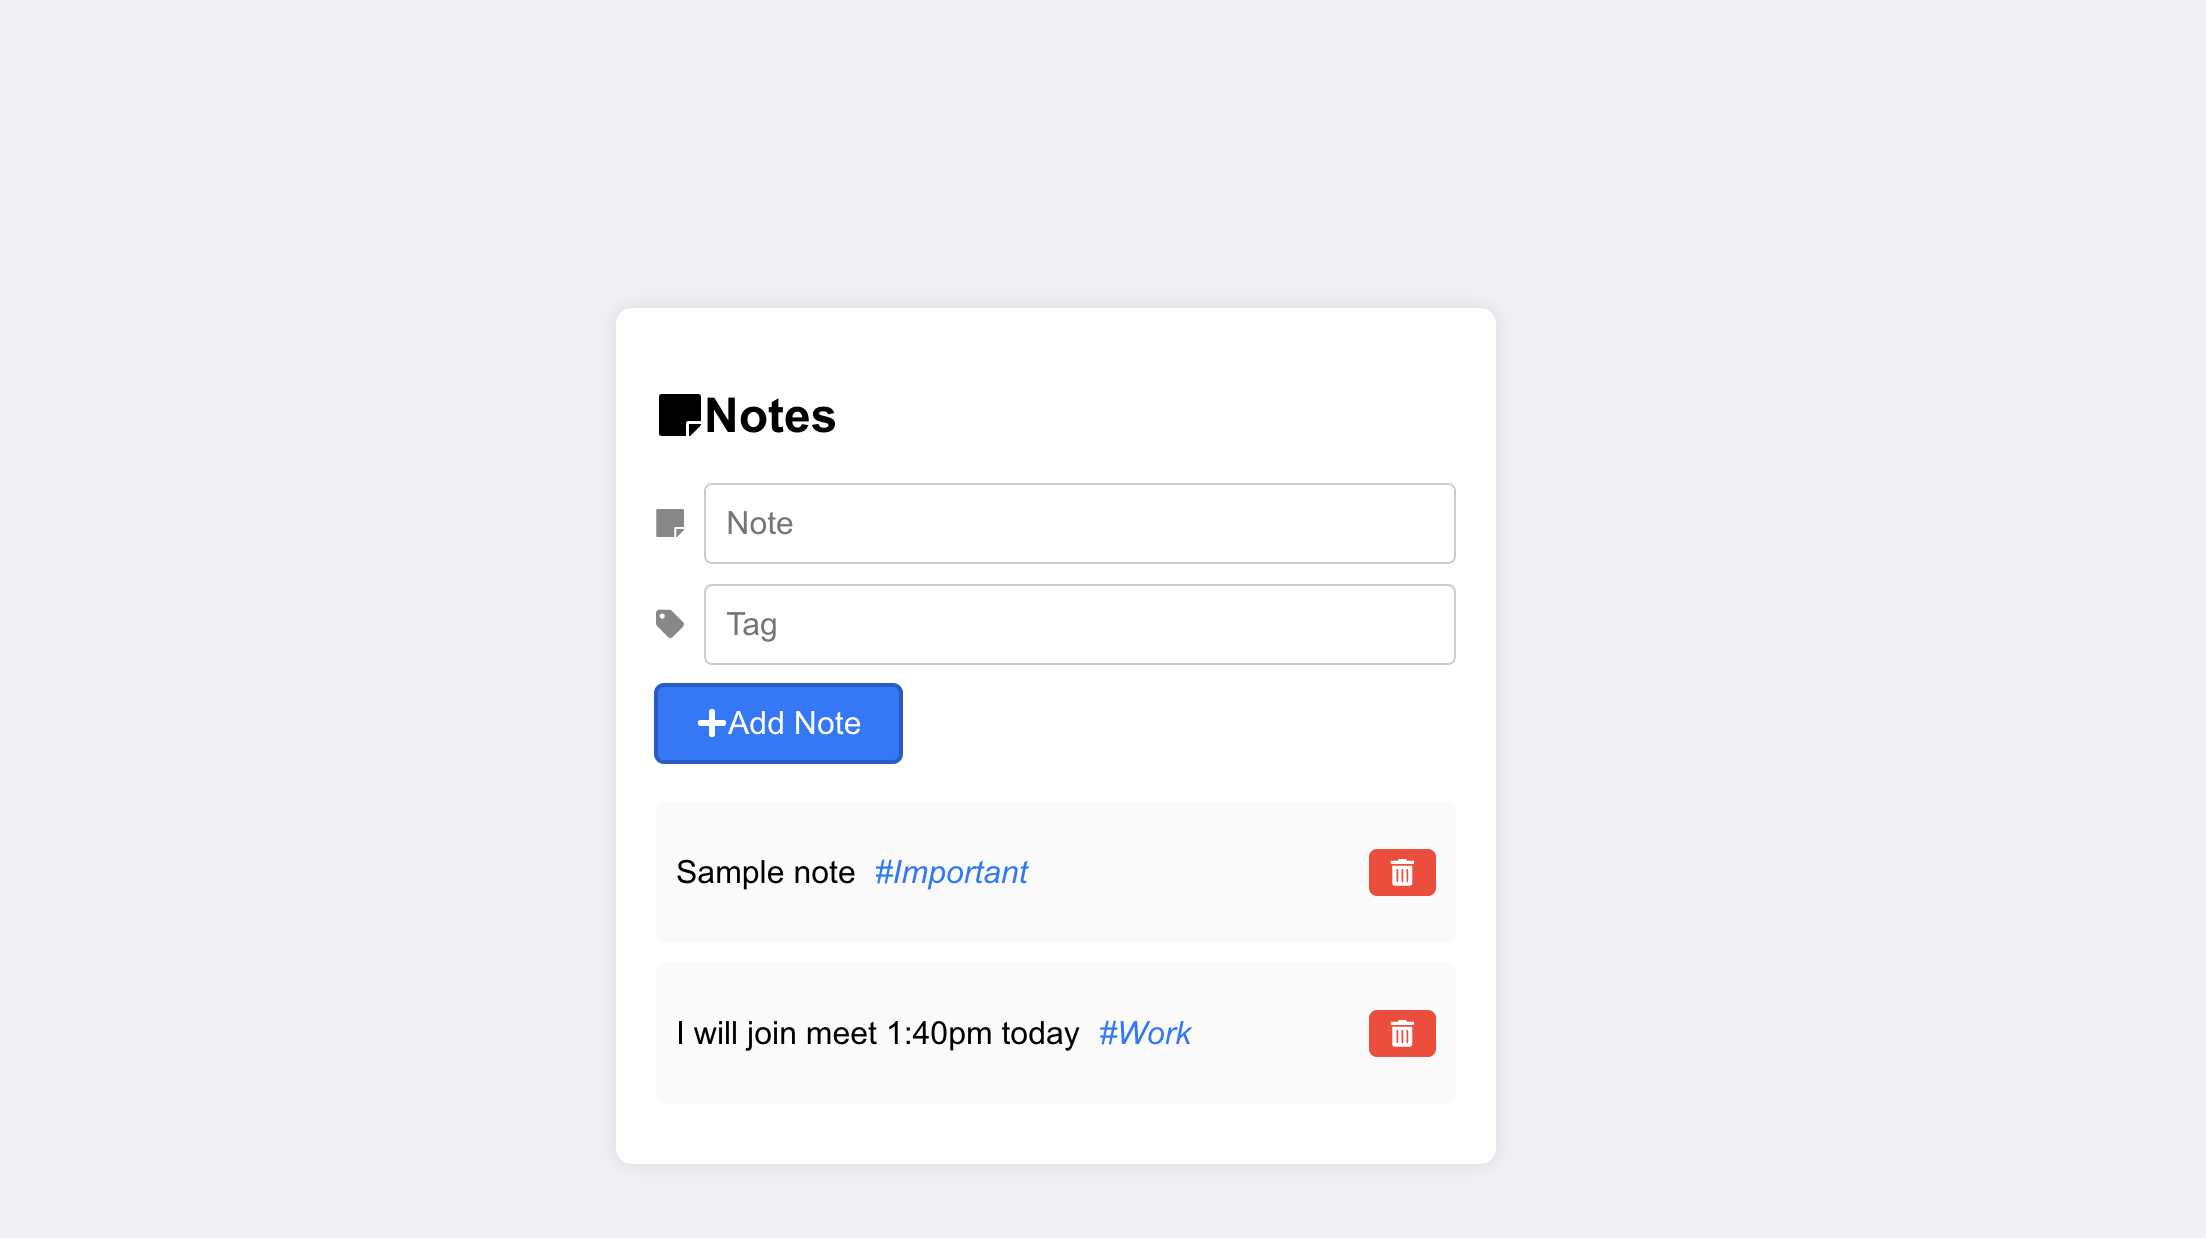 Notes
Note
Tag
Add Note
Sample note #Important
I will join meet 1:40pm today #Work